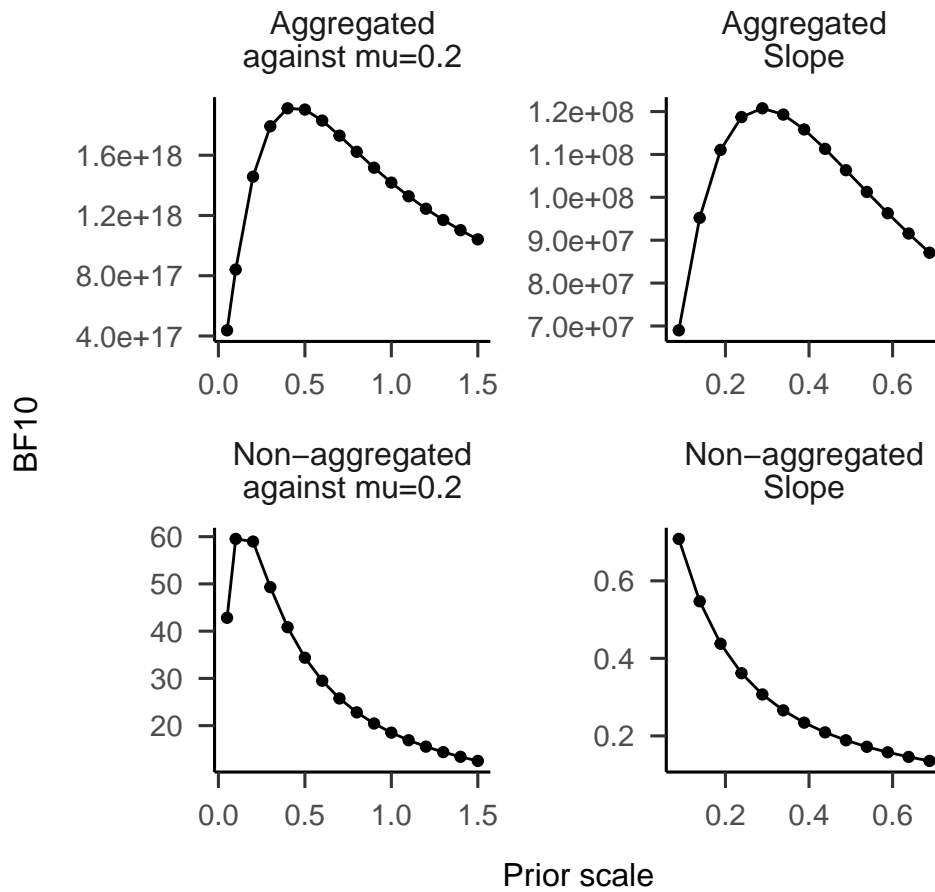 Aggregated
against mu=0.2
Aggregated
Slope
1.6e+18
1.2e+18
8.0e+17
4.0e+17
0.0 0.5 1.0 1.5
1.2e+08
1.1e+08
1.0e+08
9.0e+07
8.0e+07
7.0e+07
0.2 0.4 0.6
BF10
Non−aggregated
against mu=0.2
Non−aggregated
Slope
60
50
40
30
20
0.0 0.5 1.0 1.5
0.6
0.4
0.2
0.2 0.4 0.6
Prior scale